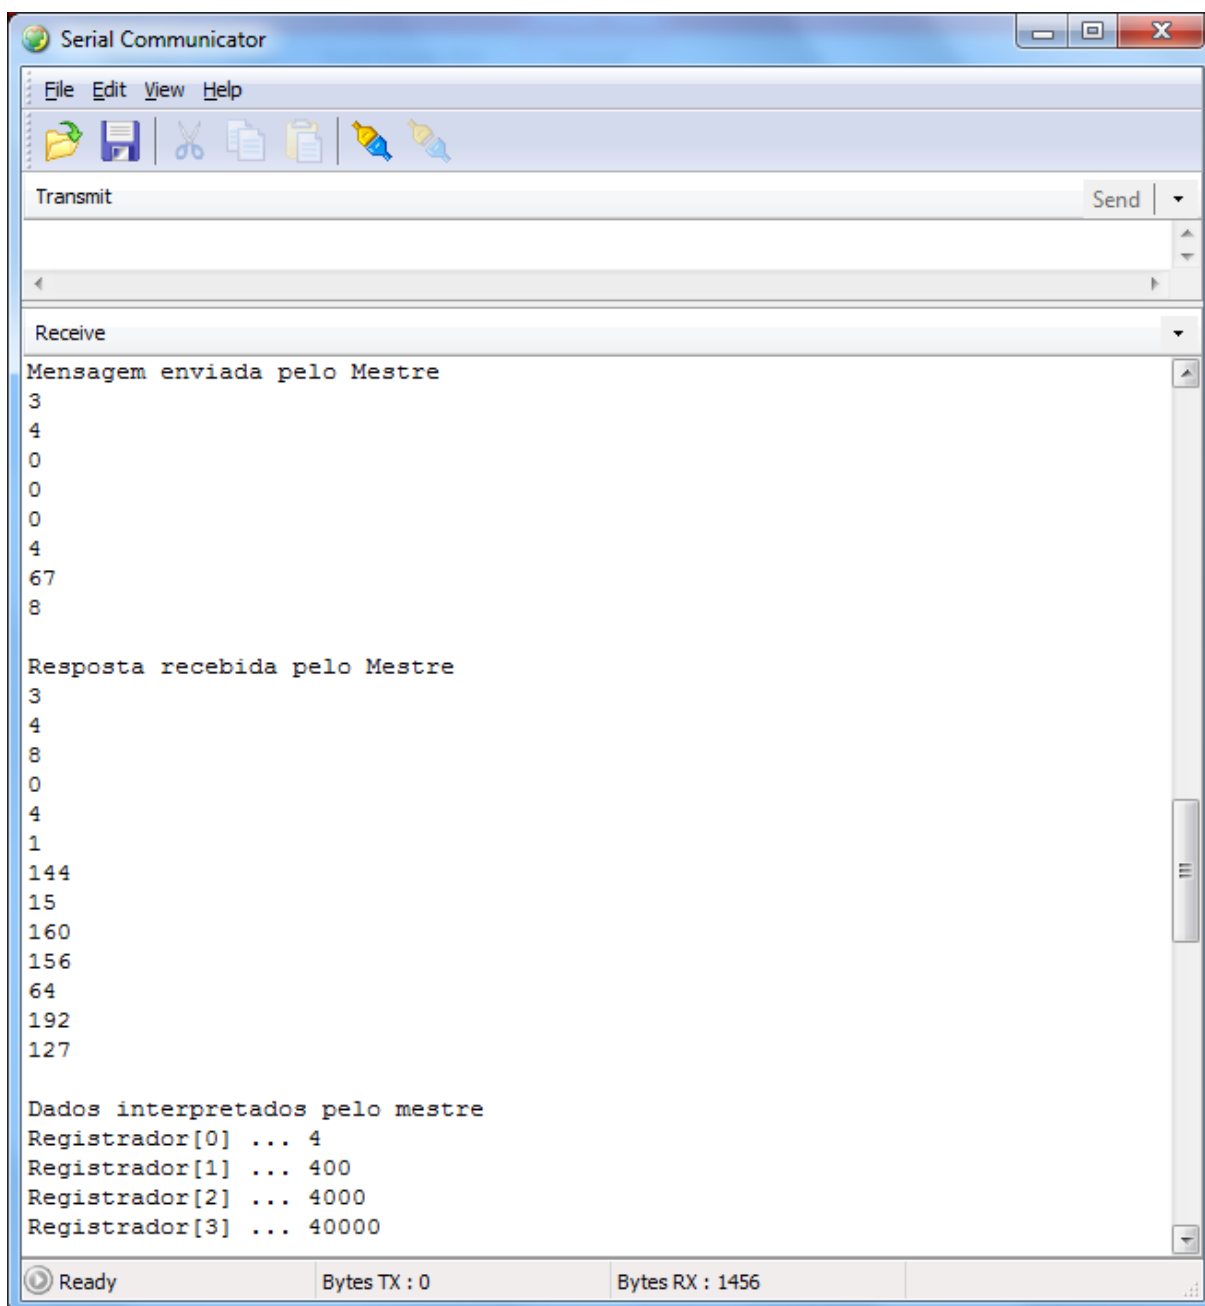 Serial Communicator
File Edit View Help
Transmit
Send
Receive
Mensagem enviada pelo Mestre
3
4
0
0
0
4
67
8
Resposta recebida pelo Mestre
3
4
8
0
4
1
144
15
160
156
64
192
127
Dados interpretados pelo mestre
Registrador[0] ... 4
Registrador[1] ... 400
Registrador[2] ... 4000
Registrador[3] ... 40000
Ready Bytes TX : 0 Bytes RX : 1456